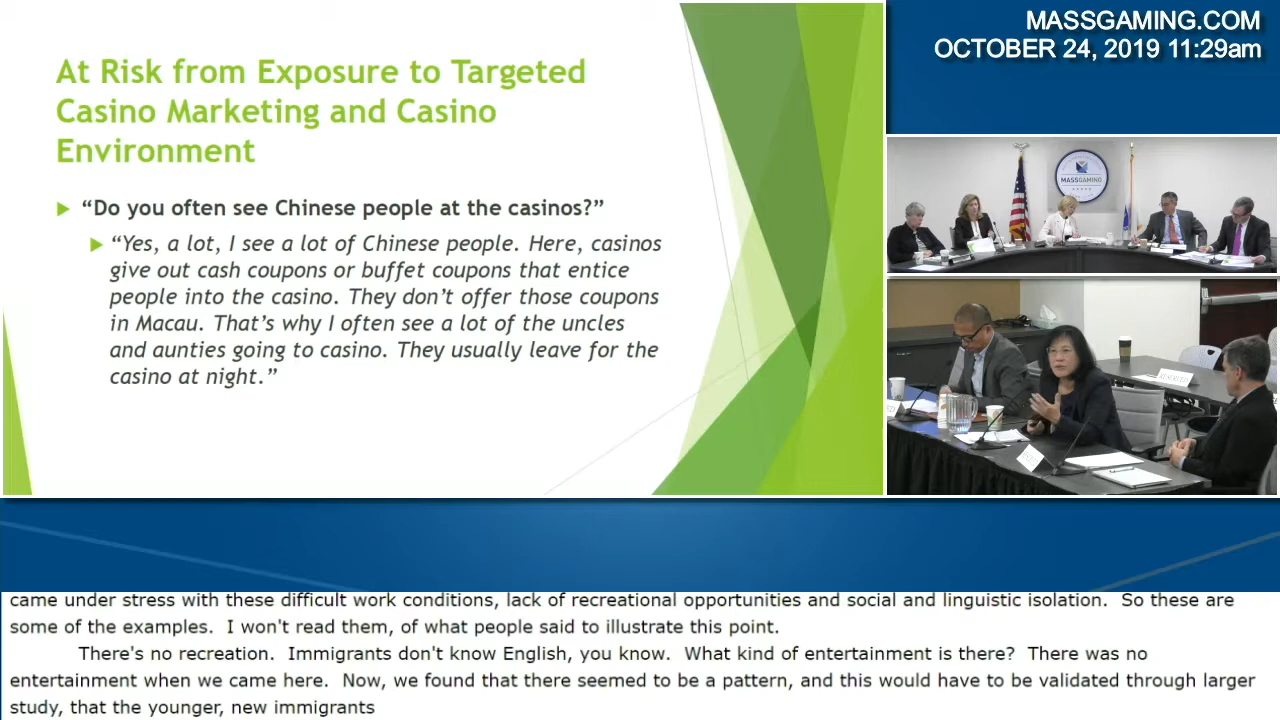 MASSGAMING.COM
OCTOBER 24, 2019 11:29am
At Risk from Exposure to Targeted
Casino Marketing and Casino
Environment
“Do you often see Chinese people at the casinos?”
“Yes, a lot, I see a lot of Chinese people. Here, casinos
give out cash coupons or buffet coupons that entice
people into the casino. They don’t offer those coupons
in Macau. That’s why I often see a lot of the uncles
and aunties going to casino. They usually leave for the
casino at night.”
MASSGAMING
RESERVED
came under stress with these difficult work conditions, lack of recreational opportunities and social and linguistic isolation.  So these are
some of the examples.  I won't read them, of what people said to illustrate this point.
There's no recreation.  Immigrants don't know English, you know.  What kind of entertainment is there?  There was no
entertainment when we came here.  Now, we found that there seemed to be a pattern, and this would have to be validated through larger
study, that the younger, new immigrants